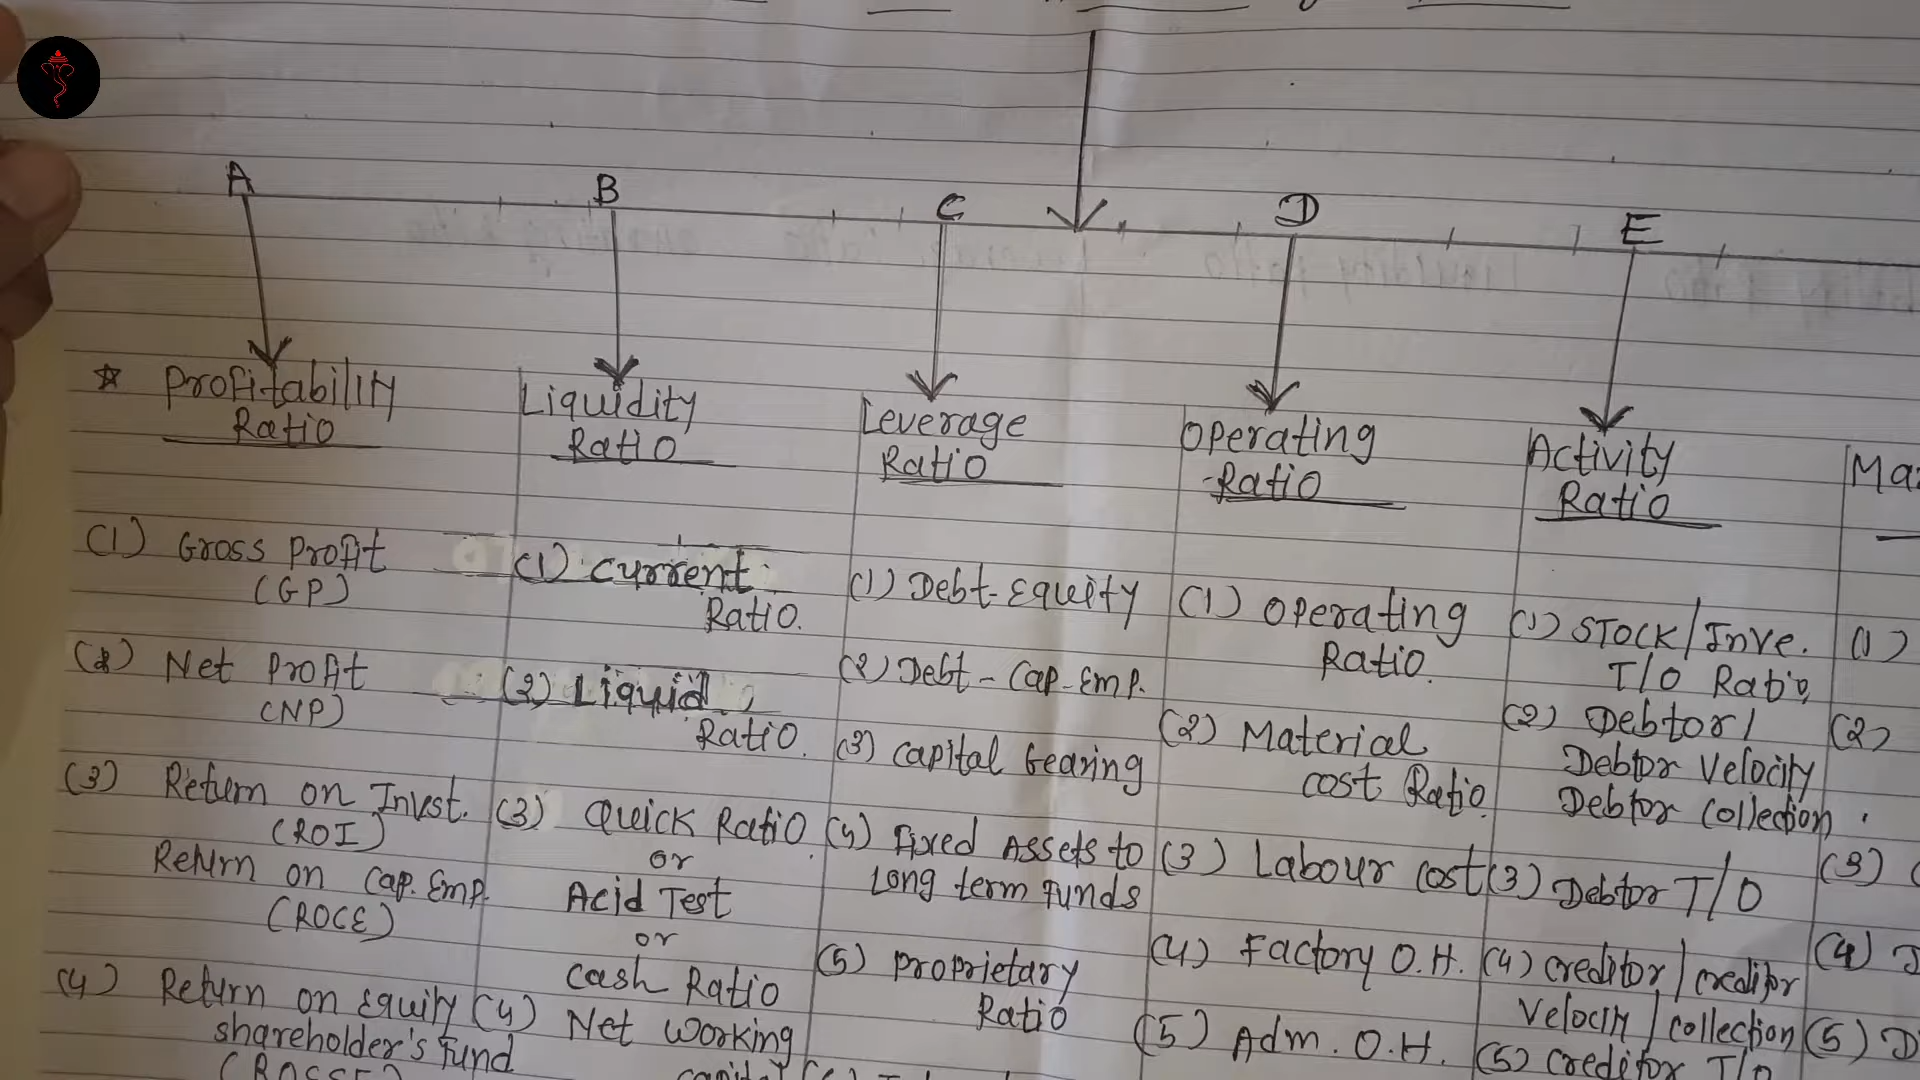 A
B
C
D
E
Profitability
Ratio
(1) Gross Profit
(GP)
(2) Net Profit
(NP)
(3) Return on Invst.
(ROI)
Return on Cap. Emp.
(ROCE)
(4) Return on Equity
shareholder's fund
Liquidity
Ratio
(1) Current
Ratio.
(2) Liquid
Ratio.
(3) Quick Ratio
or
Acid Test
or
Cash Ratio
(4) Net Working
Leverage
Ratio
(1) Debt-Equity
(2) Debt-Cap-Emp.
(3) Capital Gearing
(4) Fixed Assets to
Long term funds
(5) Proprietary
Ratio
Operating
Ratio
(1) Operating
Ratio.
(2) Material
cost Ratio
(3) Labour cost
(4) Factory O.H.
(5) Adm. O.H.
Activity
Ratio
(1) Stock/Inve.
T/O Ratio
(2) Debtor/
Debtor Velocity
Debtor Collection
(3) Debtor T/O
(4) Creditor/Creditor
Velocity/Collection
(5) Creditor T/O
Ma
(1)
(2)
(3)
(4) D
(5) D